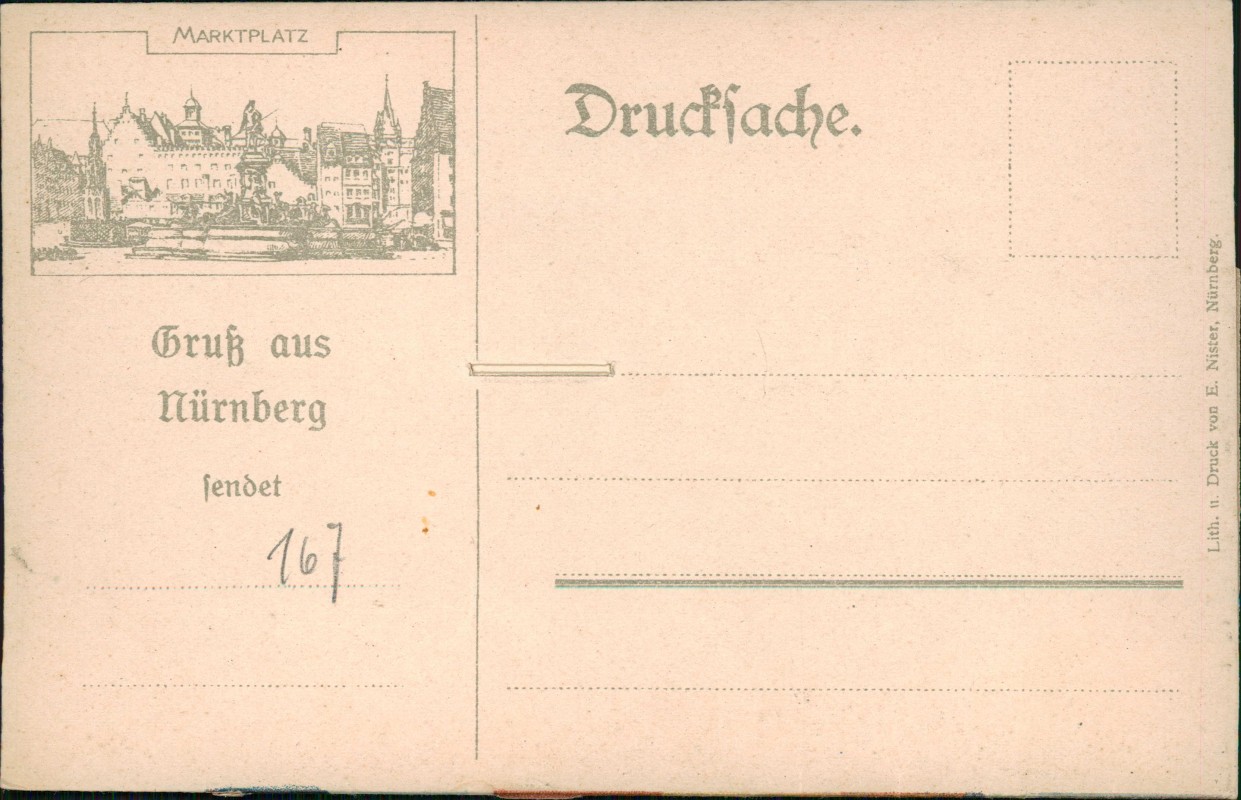 MARKTPLATZ
Gruß aus
Nürnberg
ſendet
167
Druckſache.
Lith. u. Druck von E. Nister, Nürnberg.